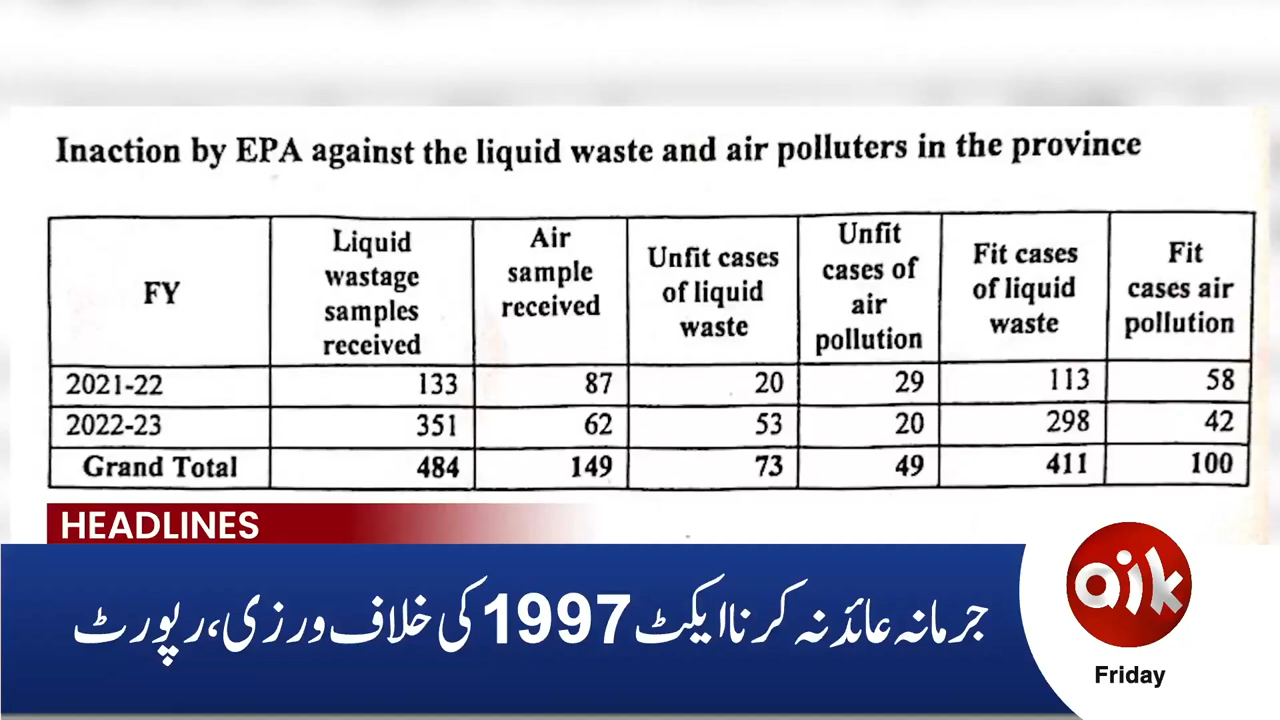 Inaction by EPA against the liquid waste and air polluters in the province
FY Liquid wastage samples received Air sample received Unfit cases of liquid waste Unfit cases of air pollution Fit cases of liquid waste Fit cases air pollution
2021-22 133 87 20 29 113 58
2022-23 351 62 53 20 298 42
Grand Total 484 149 73 49 411 100
HEADLINES
جرمانہ عائد نہ کرنا ایکٹ 1997 کی خلاف ورزی، رپورٹ
aik
Friday